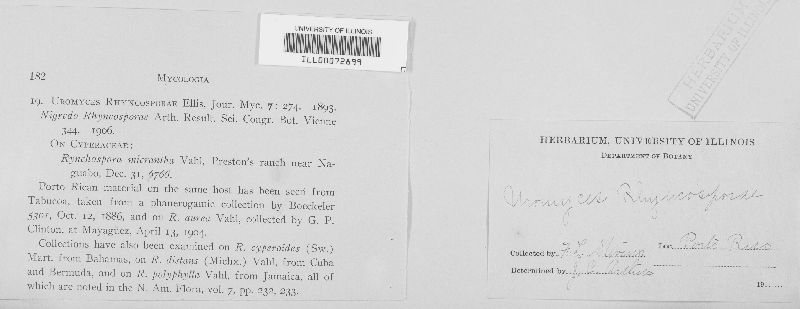 UNIVERSITY OF ILLINOIS
ILLS00072699
182 MYCOLOGIA
19. UROMYCES RHYNCOSPORAE Ellis, Jour. Myc. 7: 274. 1893.
Nigredo Rhyncosporae Arth. Result. Sci. Congr. Bot. Vienne
344. 1906.
ON CYPERACEAE:
Rynchospora micrantha Vahl, Preston's ranch near Na-
guabo, Dec. 31, 6766.
Porto Rican material on the same host has been seen from
Tabucoa, taken from a phanerogamic collection by Boeckeler
5301, Oct. 12, 1886, and on R. aurea Vahl, collected by G. P.
Clinton, at Mayaguez, April 13, 1904.
Collections have also been examined on R. cyperoides (Sw.)
Mart. from Bahamas, on R. distans (Michx.) Vahl, from Cuba
and Bermuda, and on R. polyphylla Vahl, from Jamaica, all of
which are noted in the N. Am. Flora, vol. 7, pp. 232, 233.
HERBARIUM
UNIVERSITY OF
HERBARIUM, UNIVERSITY OF ILLINOIS
DEPARTMENT OF BOTANY
Uromyces Rhyncosporae
Loc. Porto Rico
Collected by F. L. Stevens
Determined by
19